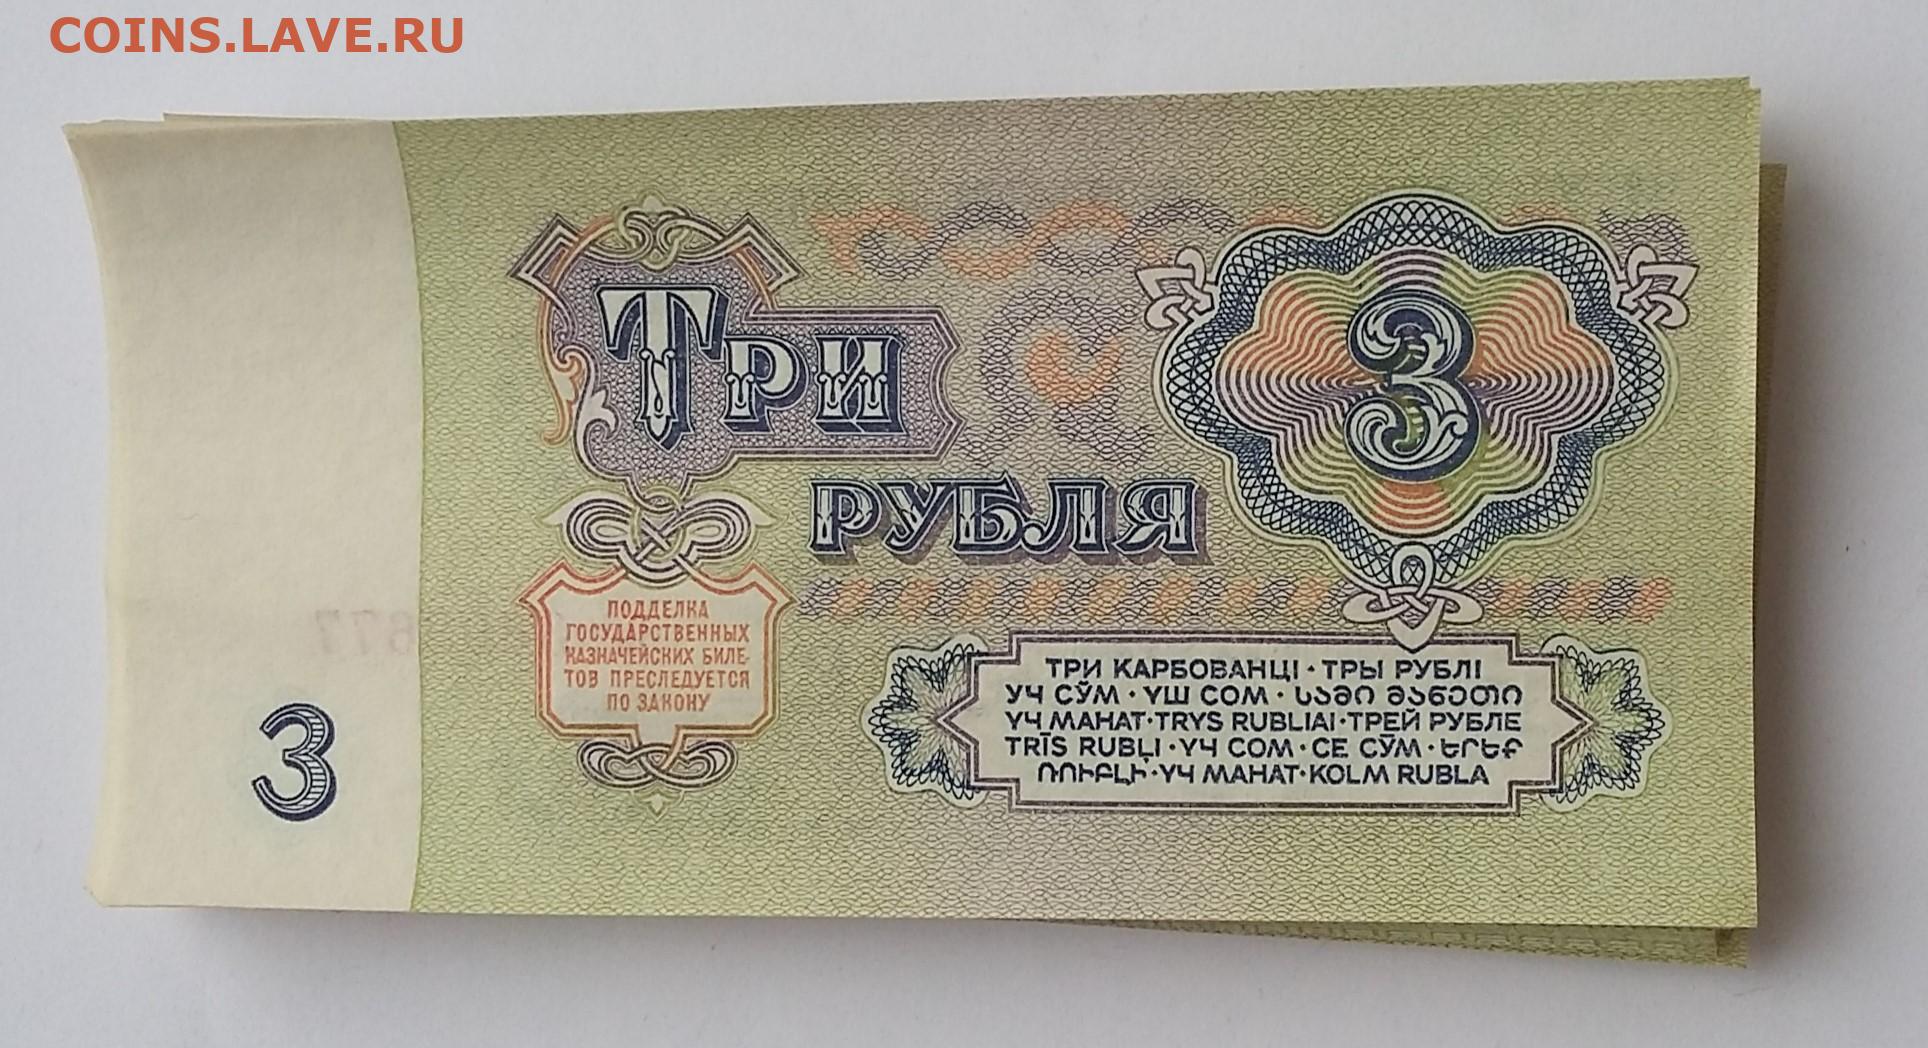 COINS.LAVE.RU
ТРИ
3
РУБЛЯ
ПОДДЕЛКА
ГОСУДАРСТВЕННЫХ
КАЗНАЧЕЙСКИХ БИЛЕ-
ТОВ ПРЕСЛЕДУЕТСЯ
ПО ЗАКОНУ
3
ТРИ КАРБОВАНЦІ · ТРЫ РУБЛІ
УЧ СЎМ · ҮШ СОМ · ᲡᲐᲛᲘ ᲛᲐᲜᲔᲗᲘ
ҮЧ МАНАТ · TRYS RUBLIAI · ТРЕЙ РУБЛЕ
TRĪS RUBĻI · ҮЧ СОМ · СЕ СЎМ · ԵՐԵՔ
ՌՈՒԲԼԻ · ҮЧ МАНАТ · KOLM RUBLA